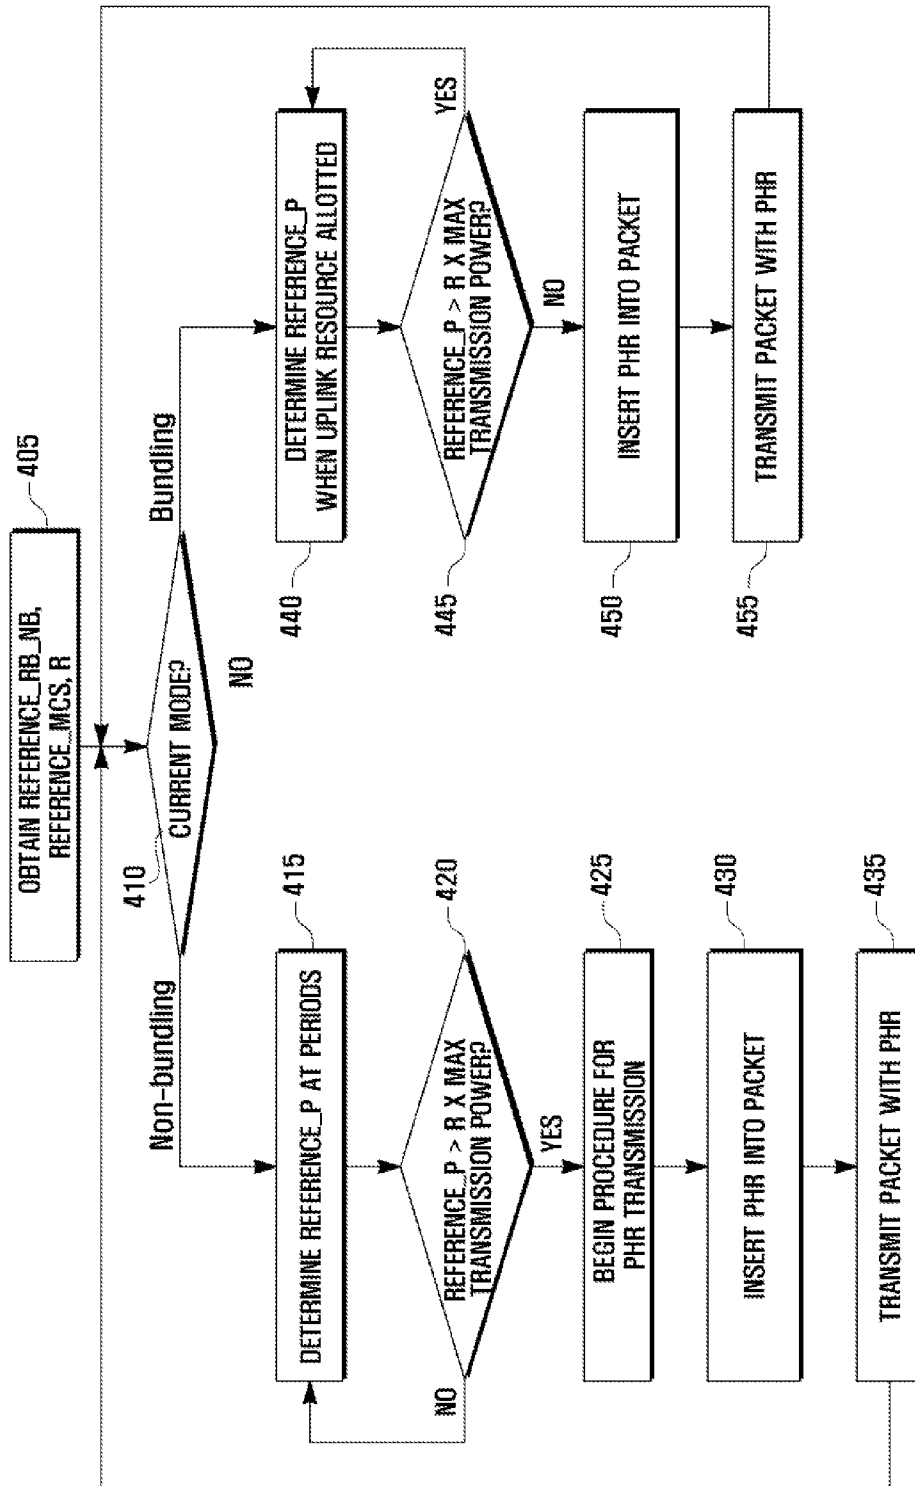 OBTAIN REFERENCE_RB_NB,
REFERENCE_MCS, R
405
410
CURRENT MODE?
Non-bundling
Bundling
NO
DETERMINE REFERENCE_P AT PERIODS
415
REFERENCE_P > R X MAX
TRANSMISSION POWER?
420
NO
YES
BEGIN PROCEDURE FOR
PHR TRANSMISSION
425
INSERT PHR INTO PACKET
430
TRANSMIT PACKET WITH PHR
435
DETERMINE REFERENCE_P
WHEN UPLINK RESOURCE ALLOTTED
440
REFERENCE_P > R X MAX
TRANSMISSION POWER?
445
YES
NO
INSERT PHR INTO PACKET
450
TRANSMIT PACKET WITH PHR
455